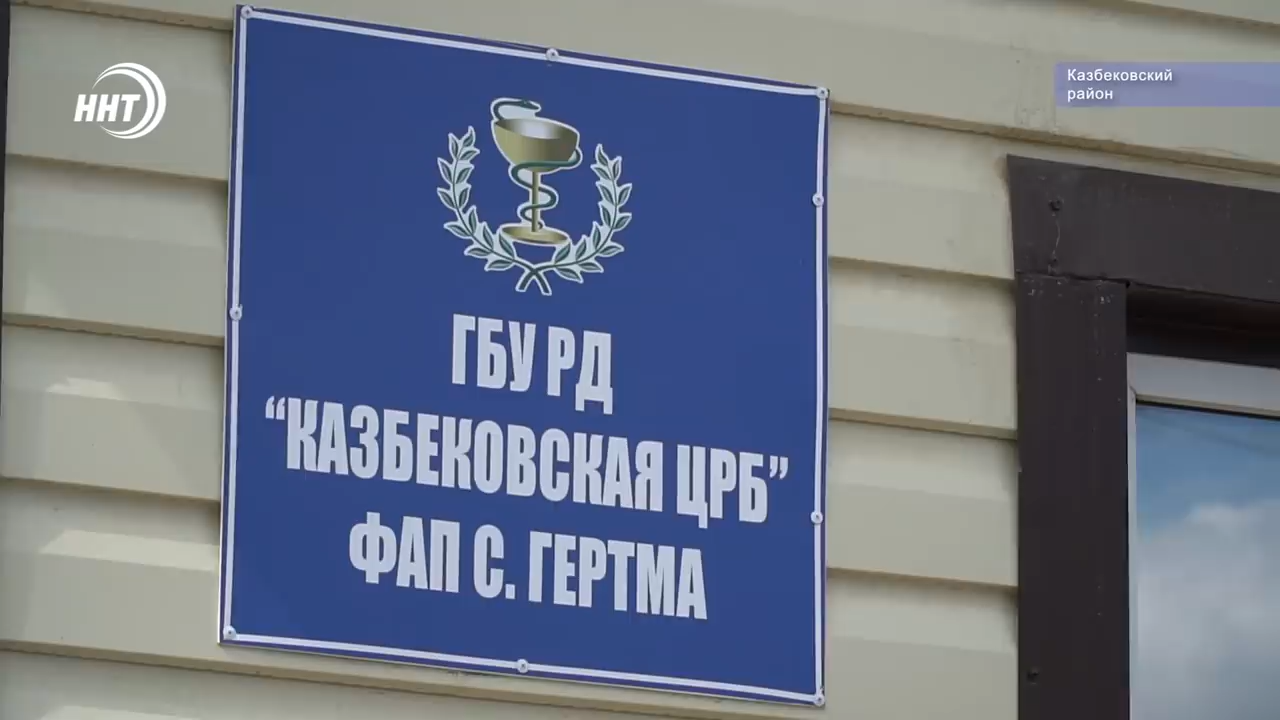 ННТ
Казбековский
район
ГБУ РД
“КАЗБЕКОВСКАЯ ЦРБ”
ФАП С. ГЕРТМА